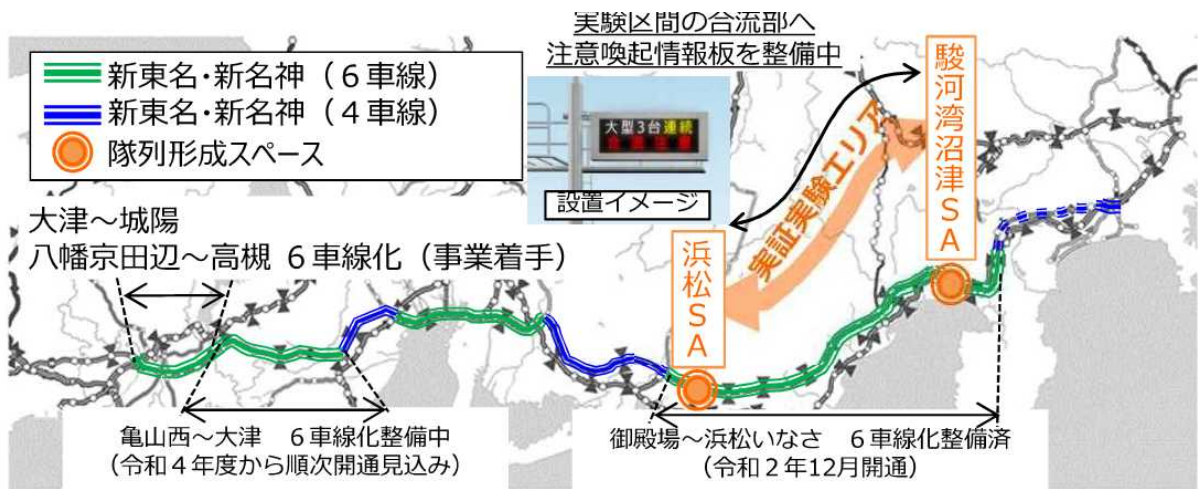 実験区間の合流部へ
注意喚起情報板を整備中
新東名・新名神（６車線）
新東名・新名神（４車線）
隊列形成スペース
大型3台連続
合流注意
設置イメージ
実証実験エリア
駿河湾沼津SA
浜松SA
大津～城陽
八幡京田辺～高槻 ６車線化（事業着手）
亀山西～大津　６車線化整備中
（令和４年度から順次開通見込み）
御殿場～浜松いなさ　６車線化整備済
（令和２年12月開通）